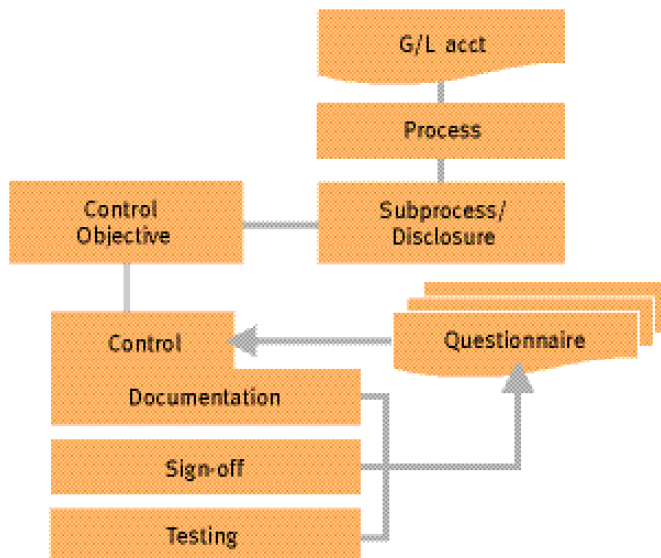 G/L acct
Process
Control
Objective
Subprocess/
Disclosure
Control
Questionnaire
Documentation
Sign-off
Testing